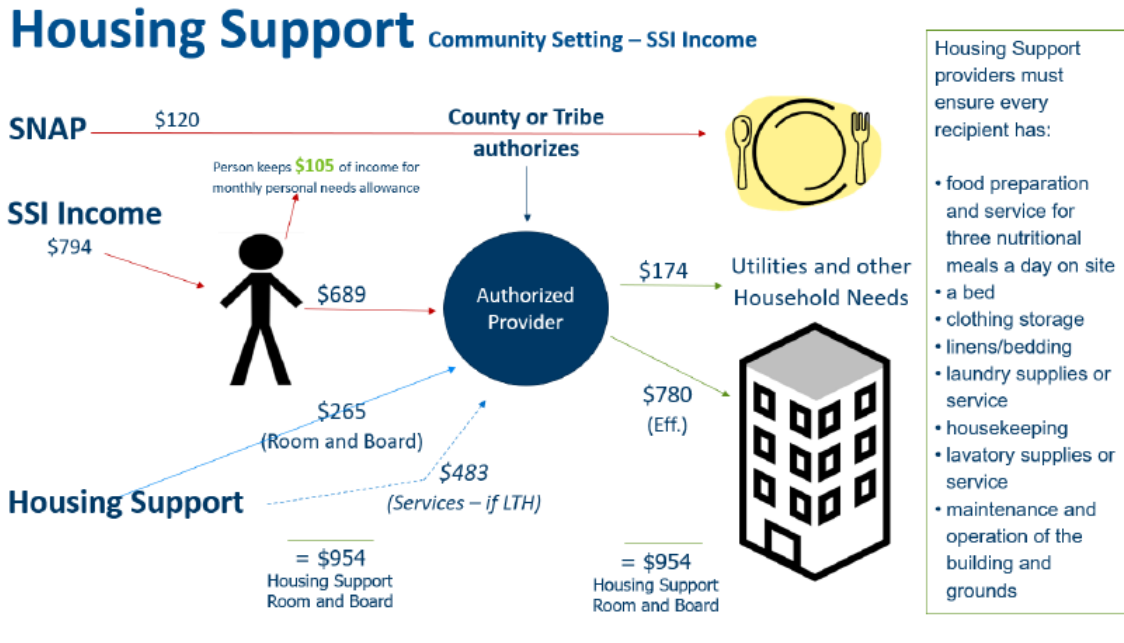 Housing Support Community Setting – SSI Income
SNAP
$120
County or Tribe
authorizes
Person keeps $105 of income for
monthly personal needs allowance
SSI Income
$794
$689
Authorized
Provider
$174
Utilities and other
Household Needs
$780
(Eff.)
$265
(Room and Board)
$483
(Services – if LTH)
Housing Support
= $954
Housing Support
Room and Board
= $954
Housing Support
Room and Board
Housing Support
providers must
ensure every
recipient has:
• food preparation
and service for
three nutritional
meals a day on site
• a bed
• clothing storage
• linens/bedding
• laundry supplies or
service
• housekeeping
• lavatory supplies or
service
• maintenance and
operation of the
building and
grounds